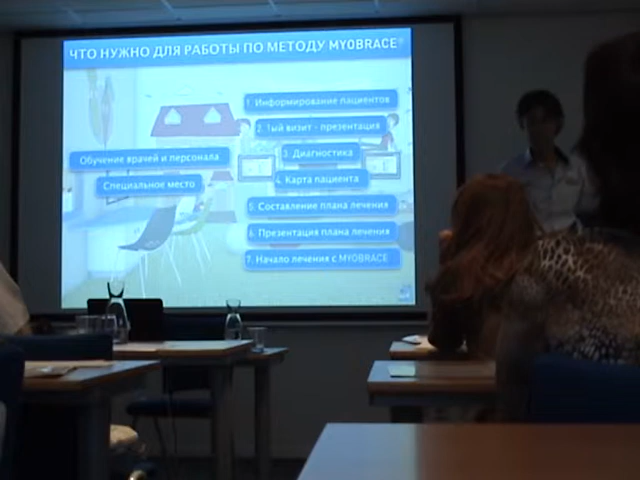 ЧТО НУЖНО ДЛЯ РАБОТЫ ПО МЕТОДУ MYOBRACE®
Обучение врачей и персонала
Специальное место
1. Информирование пациентов
2. 1ый визит - презентация
3. Диагностика
4. Карта пациента
5. Составление плана лечения
6. Презентация плана лечения
7. Начало лечения с MYOBRACE